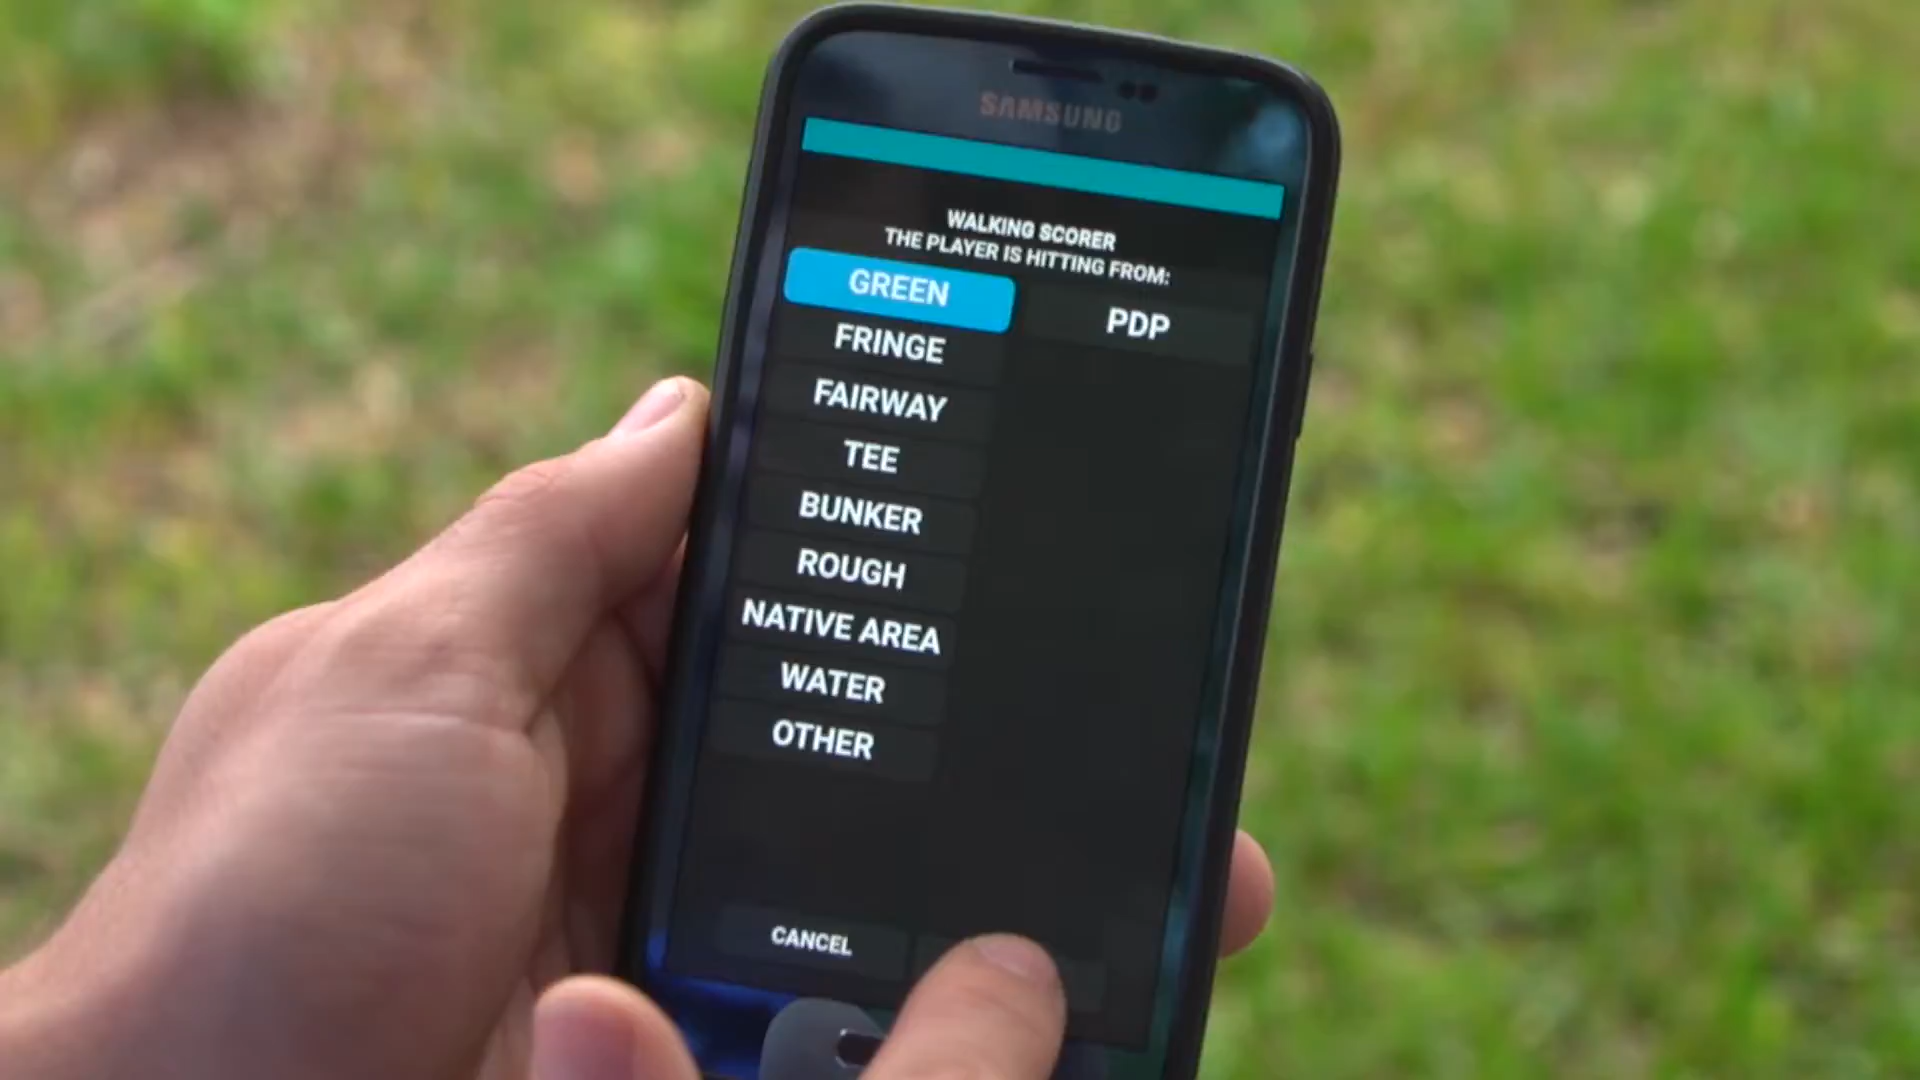 SAMSUNG
WALKING SCORER
THE PLAYER IS HITTING FROM:
GREEN
PDP
FRINGE
FAIRWAY
TEE
BUNKER
ROUGH
NATIVE AREA
WATER
OTHER
CANCEL